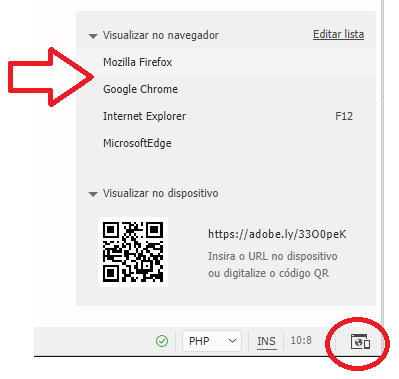 Visualizar no navegador
Editar lista
Mozilla Firefox
Google Chrome
Internet Explorer F12
MicrosoftEdge
Visualizar no dispositivo
https://adobe.ly/33O0peK
Insira o URL no dispositivo
ou digitalize o código QR
PHP INS 10:8